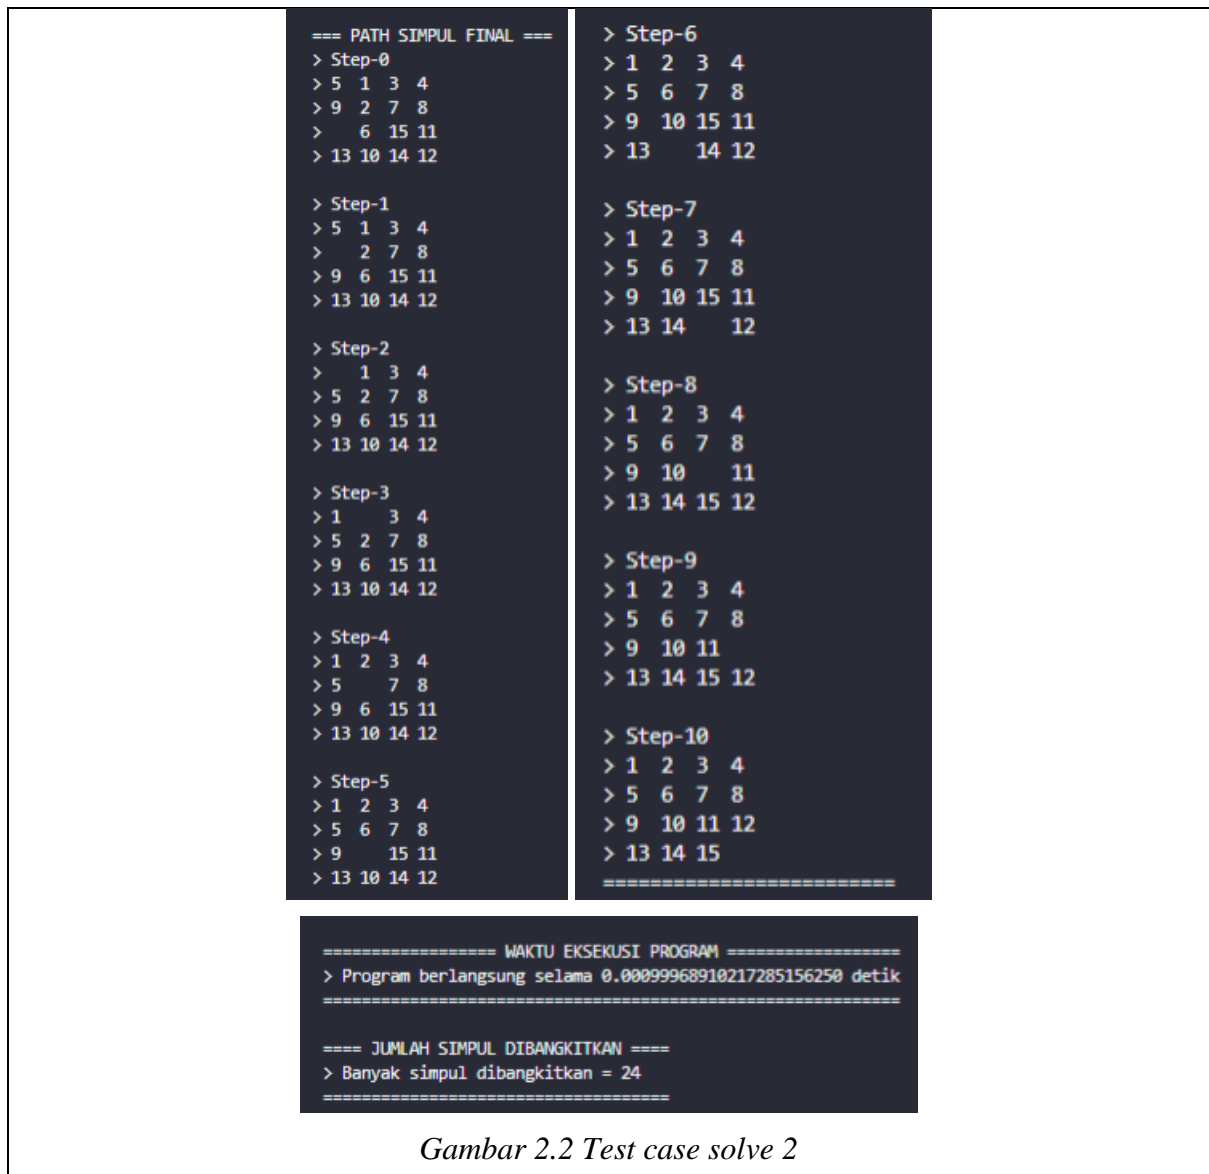 === PATH SIMPUL FINAL ===
> Step-0
> 5  1  3  4
> 9  2  7  8
>    6  15 11
> 13 10 14 12
> Step-1
> 5  1  3  4
>    2  7  8
> 9  6  15 11
> 13 10 14 12
> Step-2
>    1  3  4
> 5  2  7  8
> 9  6  15 11
> 13 10 14 12
> Step-3
> 1     3  4
> 5  2  7  8
> 9  6  15 11
> 13 10 14 12
> Step-4
> 1  2  3  4
> 5     7  8
> 9  6  15 11
> 13 10 14 12
> Step-5
> 1  2  3  4
> 5  6  7  8
> 9     15 11
> 13 10 14 12
> Step-6
> 1  2  3  4
> 5  6  7  8
> 9  10 15 11
> 13    14 12
> Step-7
> 1  2  3  4
> 5  6  7  8
> 9  10 15 11
> 13 14    12
> Step-8
> 1  2  3  4
> 5  6  7  8
> 9  10    11
> 13 14 15 12
> Step-9
> 1  2  3  4
> 5  6  7  8
> 9  10 11
> 13 14 15 12
> Step-10
> 1  2  3  4
> 5  6  7  8
> 9  10 11 12
> 13 14 15
=========================
================== WAKTU EKSEKUSI PROGRAM ==================
> Program berlangsung selama 0.00099968910217285156250 detik
============================================================
==== JUMLAH SIMPUL DIBANGKITKAN ====
> Banyak simpul dibangkitkan = 24
====================================
Gambar 2.2 Test case solve 2